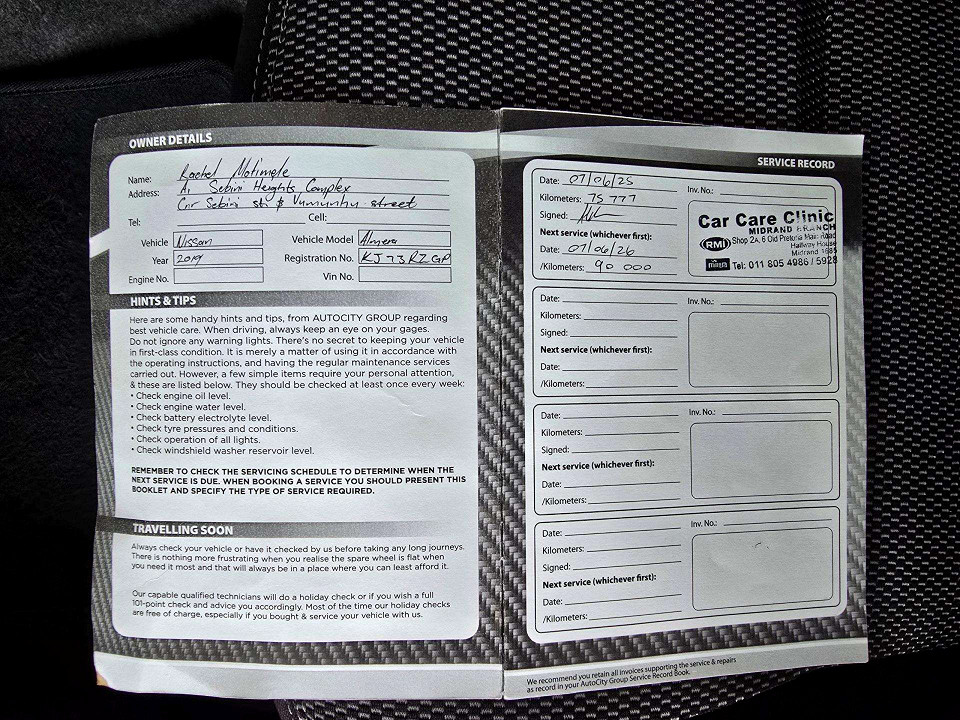 OWNER DETAILS
Name: Rachel Motimele
Address: A1 Sebini Heights Complex
Cnr Sebini str & Vumunhu street
Tel: Cell:
Vehicle Nissan Vehicle Model Almera
Year 2019 Registration No. KJ73RZGP
Engine No. Vin No.
HINTS & TIPS
Here are some handy hints and tips, from AUTOCITY GROUP regarding
best vehicle care. When driving, always keep an eye on your gages.
Do not ignore any warning lights. There's no secret to keeping your vehicle
in first-class condition. It is merely a matter of using it in accordance with
the operating instructions, and having the regular maintenance services
carried out. However, a few simple items require your personal attention,
& these are listed below. They should be checked at least once every week:
• Check engine oil level.
• Check engine water level.
• Check battery electrolyte level.
• Check tyre pressures and conditions.
• Check operation of all lights.
• Check windshield washer reservoir level.
REMEMBER TO CHECK THE SERVICING SCHEDULE TO DETERMINE WHEN THE
NEXT SERVICE IS DUE. WHEN BOOKING A SERVICE YOU SHOULD PRESENT THIS
BOOKLET AND SPECIFY THE TYPE OF SERVICE REQUIRED.
TRAVELLING SOON
Always check your vehicle or have it checked by us before taking any long journeys.
There is nothing more frustrating when you realise the spare wheel is flat when
you need it most and that will always be in a place where you can least afford it.
Our capable qualified technicians will do a holiday check or if you wish a full
101-point check and advise you accordingly. Most of the time our holiday checks
are free of charge, especially if you bought & service your vehicle with us.
SERVICE RECORD
Date: 07/06/25 Inv. No.:
Kilometers: 75 777
Signed:
Next service (whichever first):
Date: 07/06/26
/Kilometers: 90 000
Car Care Clinic
MIDRAND BRANCH
RMI Shop 2A, 6 Old Pretoria Main Road
Halfway House
Midrand 1685
miwa Tel: 011 805 4986 / 5928
Date: Inv. No.:
Kilometers:
Signed:
Next service (whichever first):
Date:
/Kilometers:
Date: Inv. No.:
Kilometers:
Signed:
Next service (whichever first):
Date:
/Kilometers:
Date: Inv. No.:
Kilometers:
Signed:
Next service (whichever first):
Date:
/Kilometers:
We recommend you retain all invoices supporting the service & repairs
as record in your AutoCity Group Service Record Book.